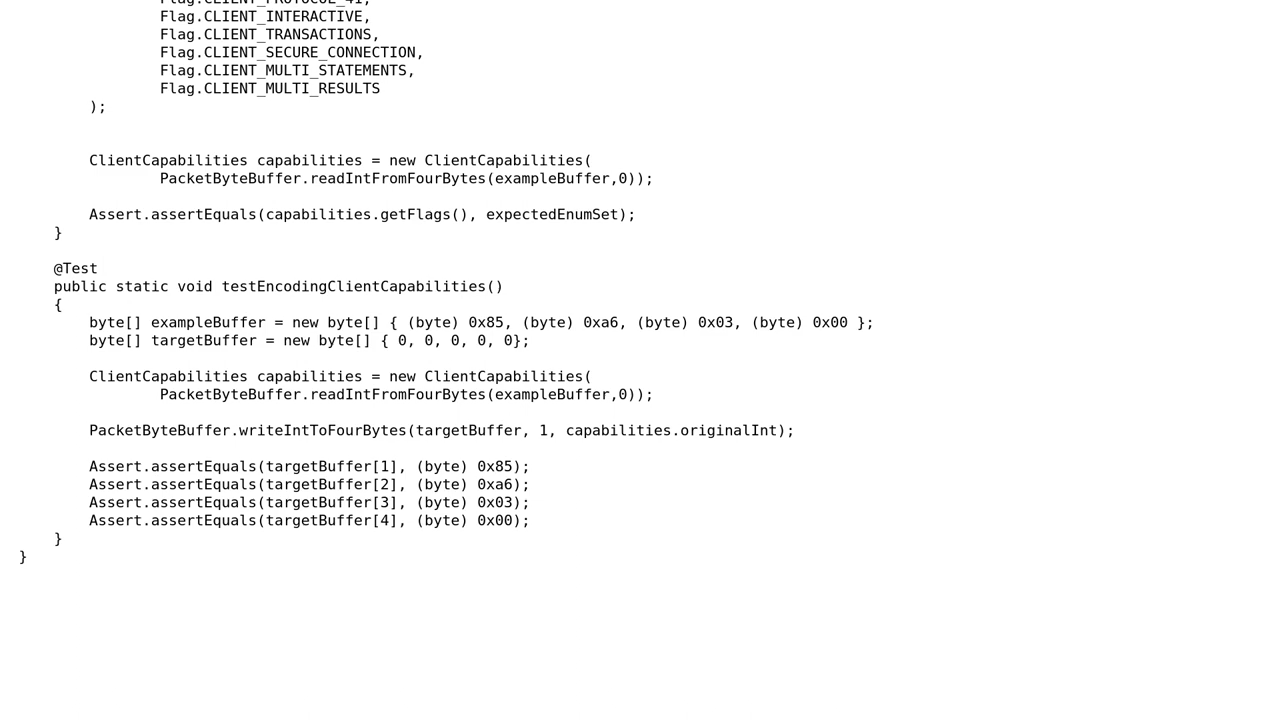 Flag.CLIENT_PROTOCOL_41,
Flag.CLIENT_INTERACTIVE,
Flag.CLIENT_TRANSACTIONS,
Flag.CLIENT_SECURE_CONNECTION,
Flag.CLIENT_MULTI_STATEMENTS,
Flag.CLIENT_MULTI_RESULTS
);
ClientCapabilities capabilities = new ClientCapabilities(
PacketByteBuffer.readIntFromFourBytes(exampleBuffer,0));
Assert.assertEquals(capabilities.getFlags(), expectedEnumSet);
}
@Test
public static void testEncodingClientCapabilities()
{
byte[] exampleBuffer = new byte[] { (byte) 0x85, (byte) 0xa6, (byte) 0x03, (byte) 0x00 };
byte[] targetBuffer = new byte[] { 0, 0, 0, 0, 0};
ClientCapabilities capabilities = new ClientCapabilities(
PacketByteBuffer.readIntFromFourBytes(exampleBuffer,0));
PacketByteBuffer.writeIntToFourBytes(targetBuffer, 1, capabilities.originalInt);
Assert.assertEquals(targetBuffer[1], (byte) 0x85);
Assert.assertEquals(targetBuffer[2], (byte) 0xa6);
Assert.assertEquals(targetBuffer[3], (byte) 0x03);
Assert.assertEquals(targetBuffer[4], (byte) 0x00);
}
}